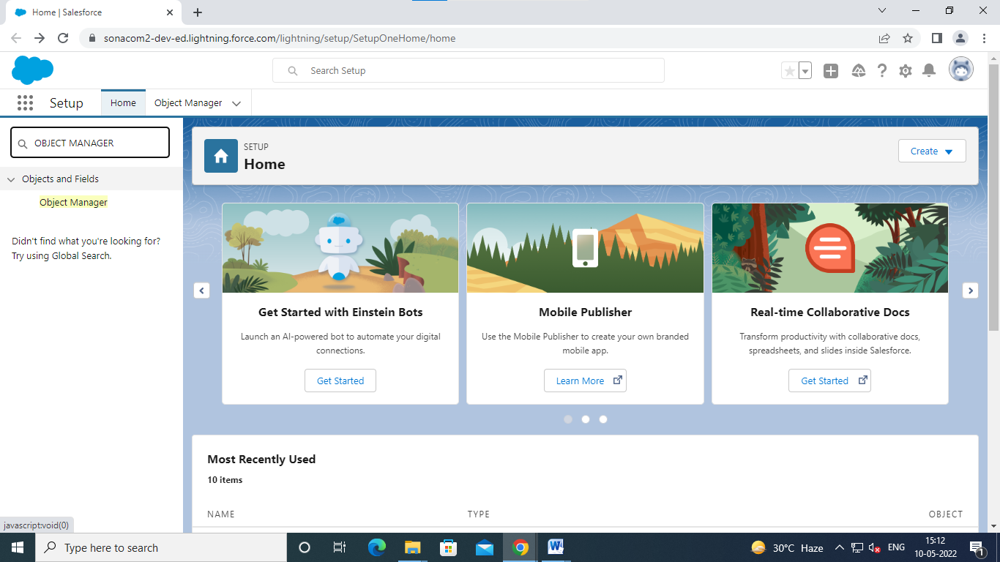 Home | Salesforce
sonacom2-dev-ed.lightning.force.com/lightning/setup/SetupOneHome/home
Search Setup
Setup
Home
Object Manager
OBJECT MANAGER
Objects and Fields
Object Manager
Didn't find what you're looking for?
Try using Global Search.
SETUP
Home
Create
Get Started with Einstein Bots
Launch an AI-powered bot to automate your digital
connections.
Get Started
Mobile Publisher
Use the Mobile Publisher to create your own branded
mobile app.
Learn More
Real-time Collaborative Docs
Transform productivity with collaborative docs,
spreadsheets, and slides inside Salesforce.
Get Started
Most Recently Used
10 items
NAME TYPE OBJECT
javascript:void(0)
Type here to search
30°C Haze
ENG
15:12
10-05-2022
1